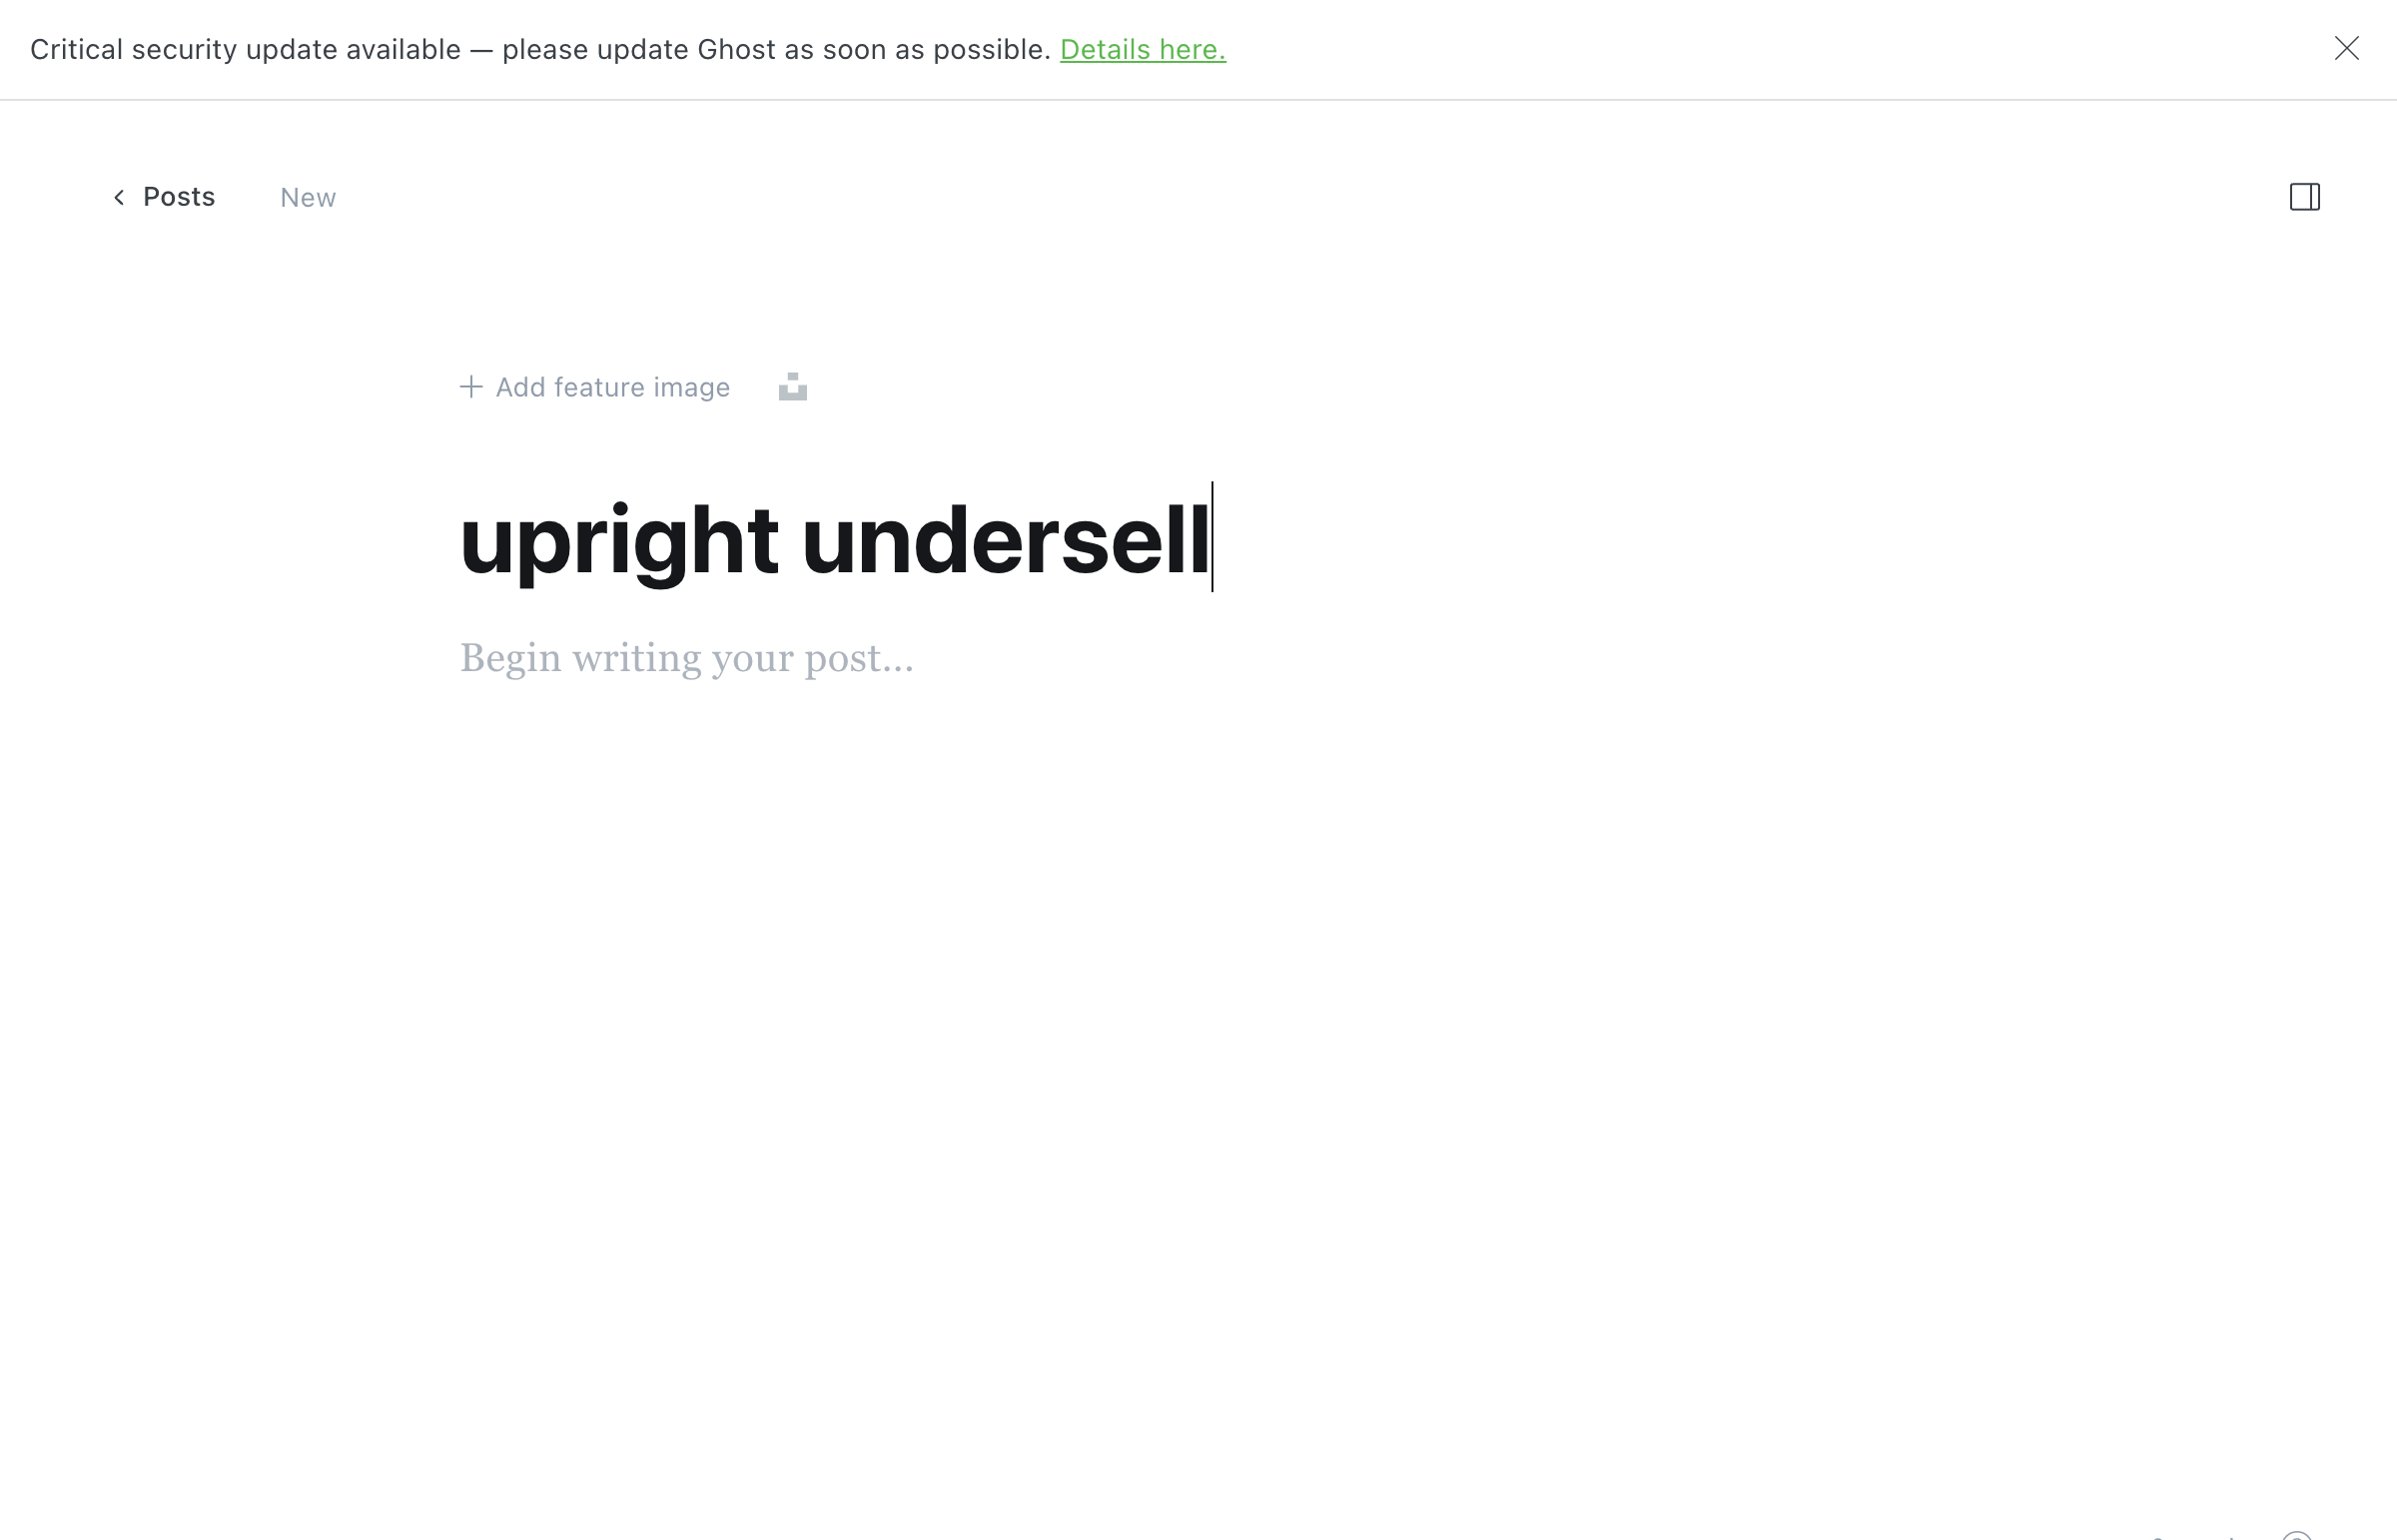 Critical security update available — please update Ghost as soon as possible. Details here.
Posts New
Add feature image
upright undersell
Begin writing your post...